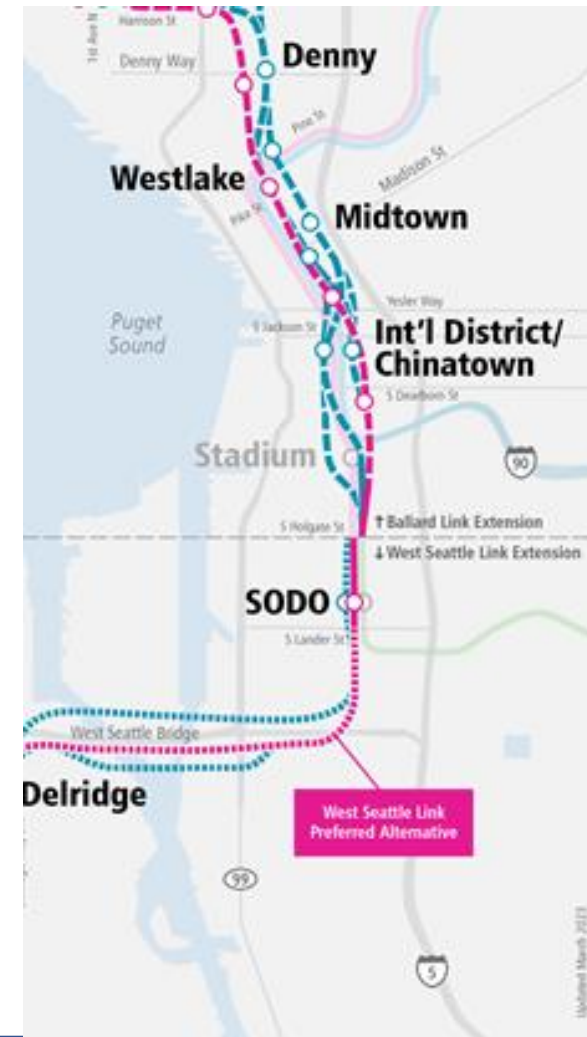 Harrison St
1st Ave N
Denny Way
Denny
Pine St
Madison St
Westlake
Pike St
Midtown
Yesler Way
Puget
Sound
S Jackson St
Int'l District/
Chinatown
S Dearborn St
Stadium
90
S Holgate St
↑ Ballard Link Extension
↓ West Seattle Link Extension
SODO
S Lander St
West Seattle Bridge
Delridge
West Seattle Link
Preferred Alternative
99
5
Updated March 2023